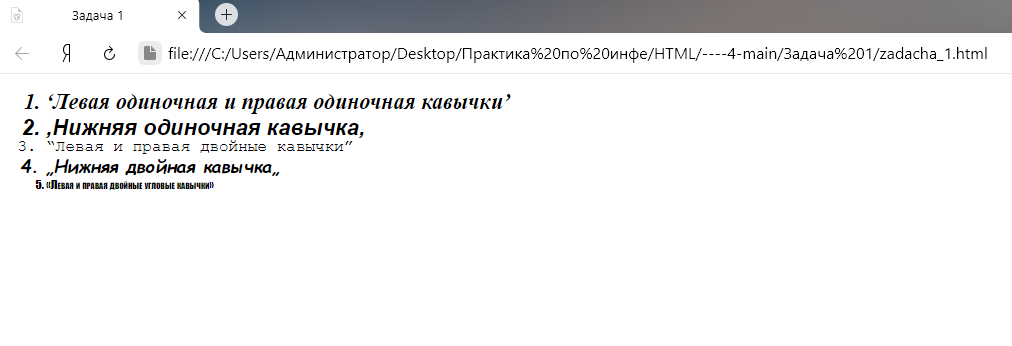 Задача 1
Я file:///C:/Users/Администратор/Desktop/Практика%20по%20инфе/HTML/----4-main/Задача%201/zadacha_1.html
1. ‘Левая одиночная и правая одиночная кавычки’
2. ‚Нижняя одиночная кавычка‚
3. “Левая и правая двойные кавычки”
4. „Нижняя двойная кавычка„
5. «Левая и правая двойные угловые кавычки»